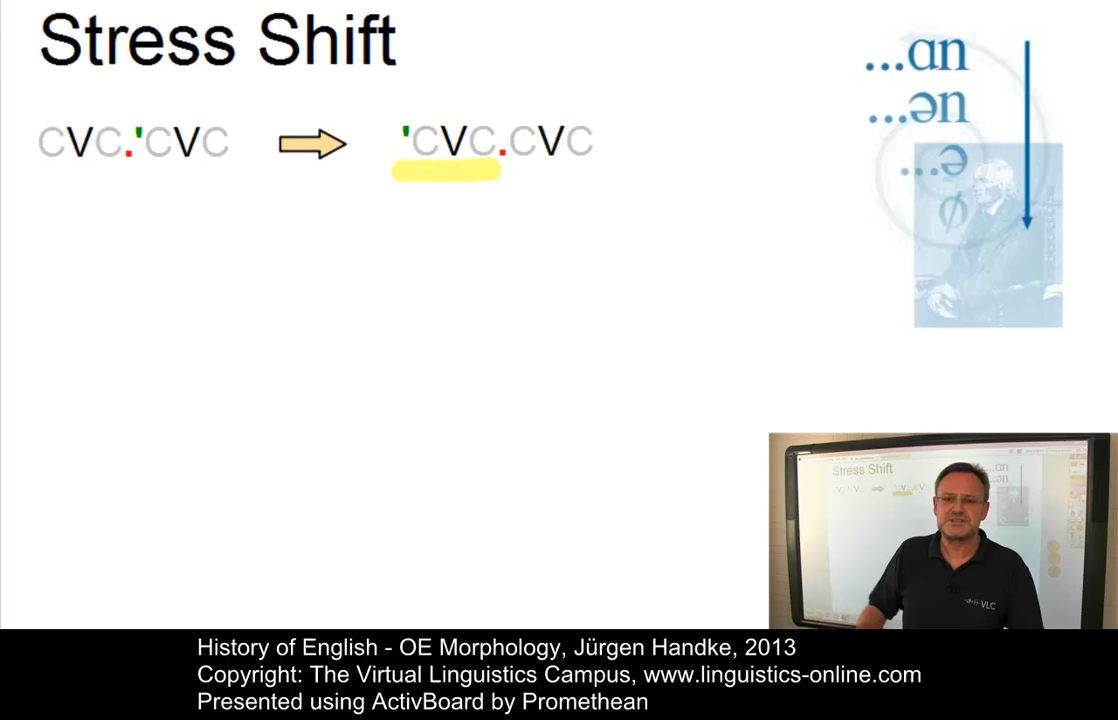 Stress Shift
CVC.'CVC 'CVC.CVC
...ɑn
...ən
...ə
ø
Stress Shift
VLC
History of English - OE Morphology, Jürgen Handke, 2013
Copyright: The Virtual Linguistics Campus, www.linguistics-online.com
Presented using ActivBoard by Promethean